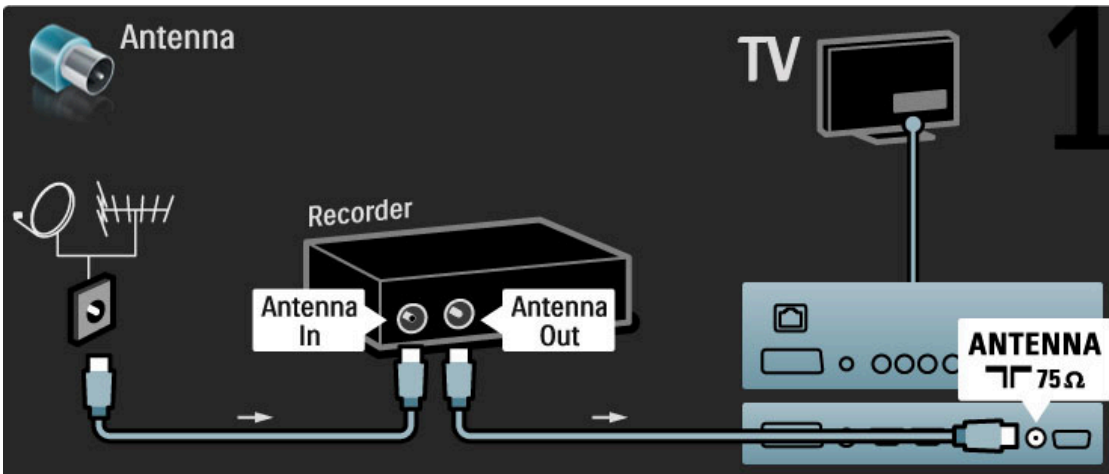 Antenna
TV
1
Recorder
Antenna
In
Antenna
Out
ANTENNA
75Ω